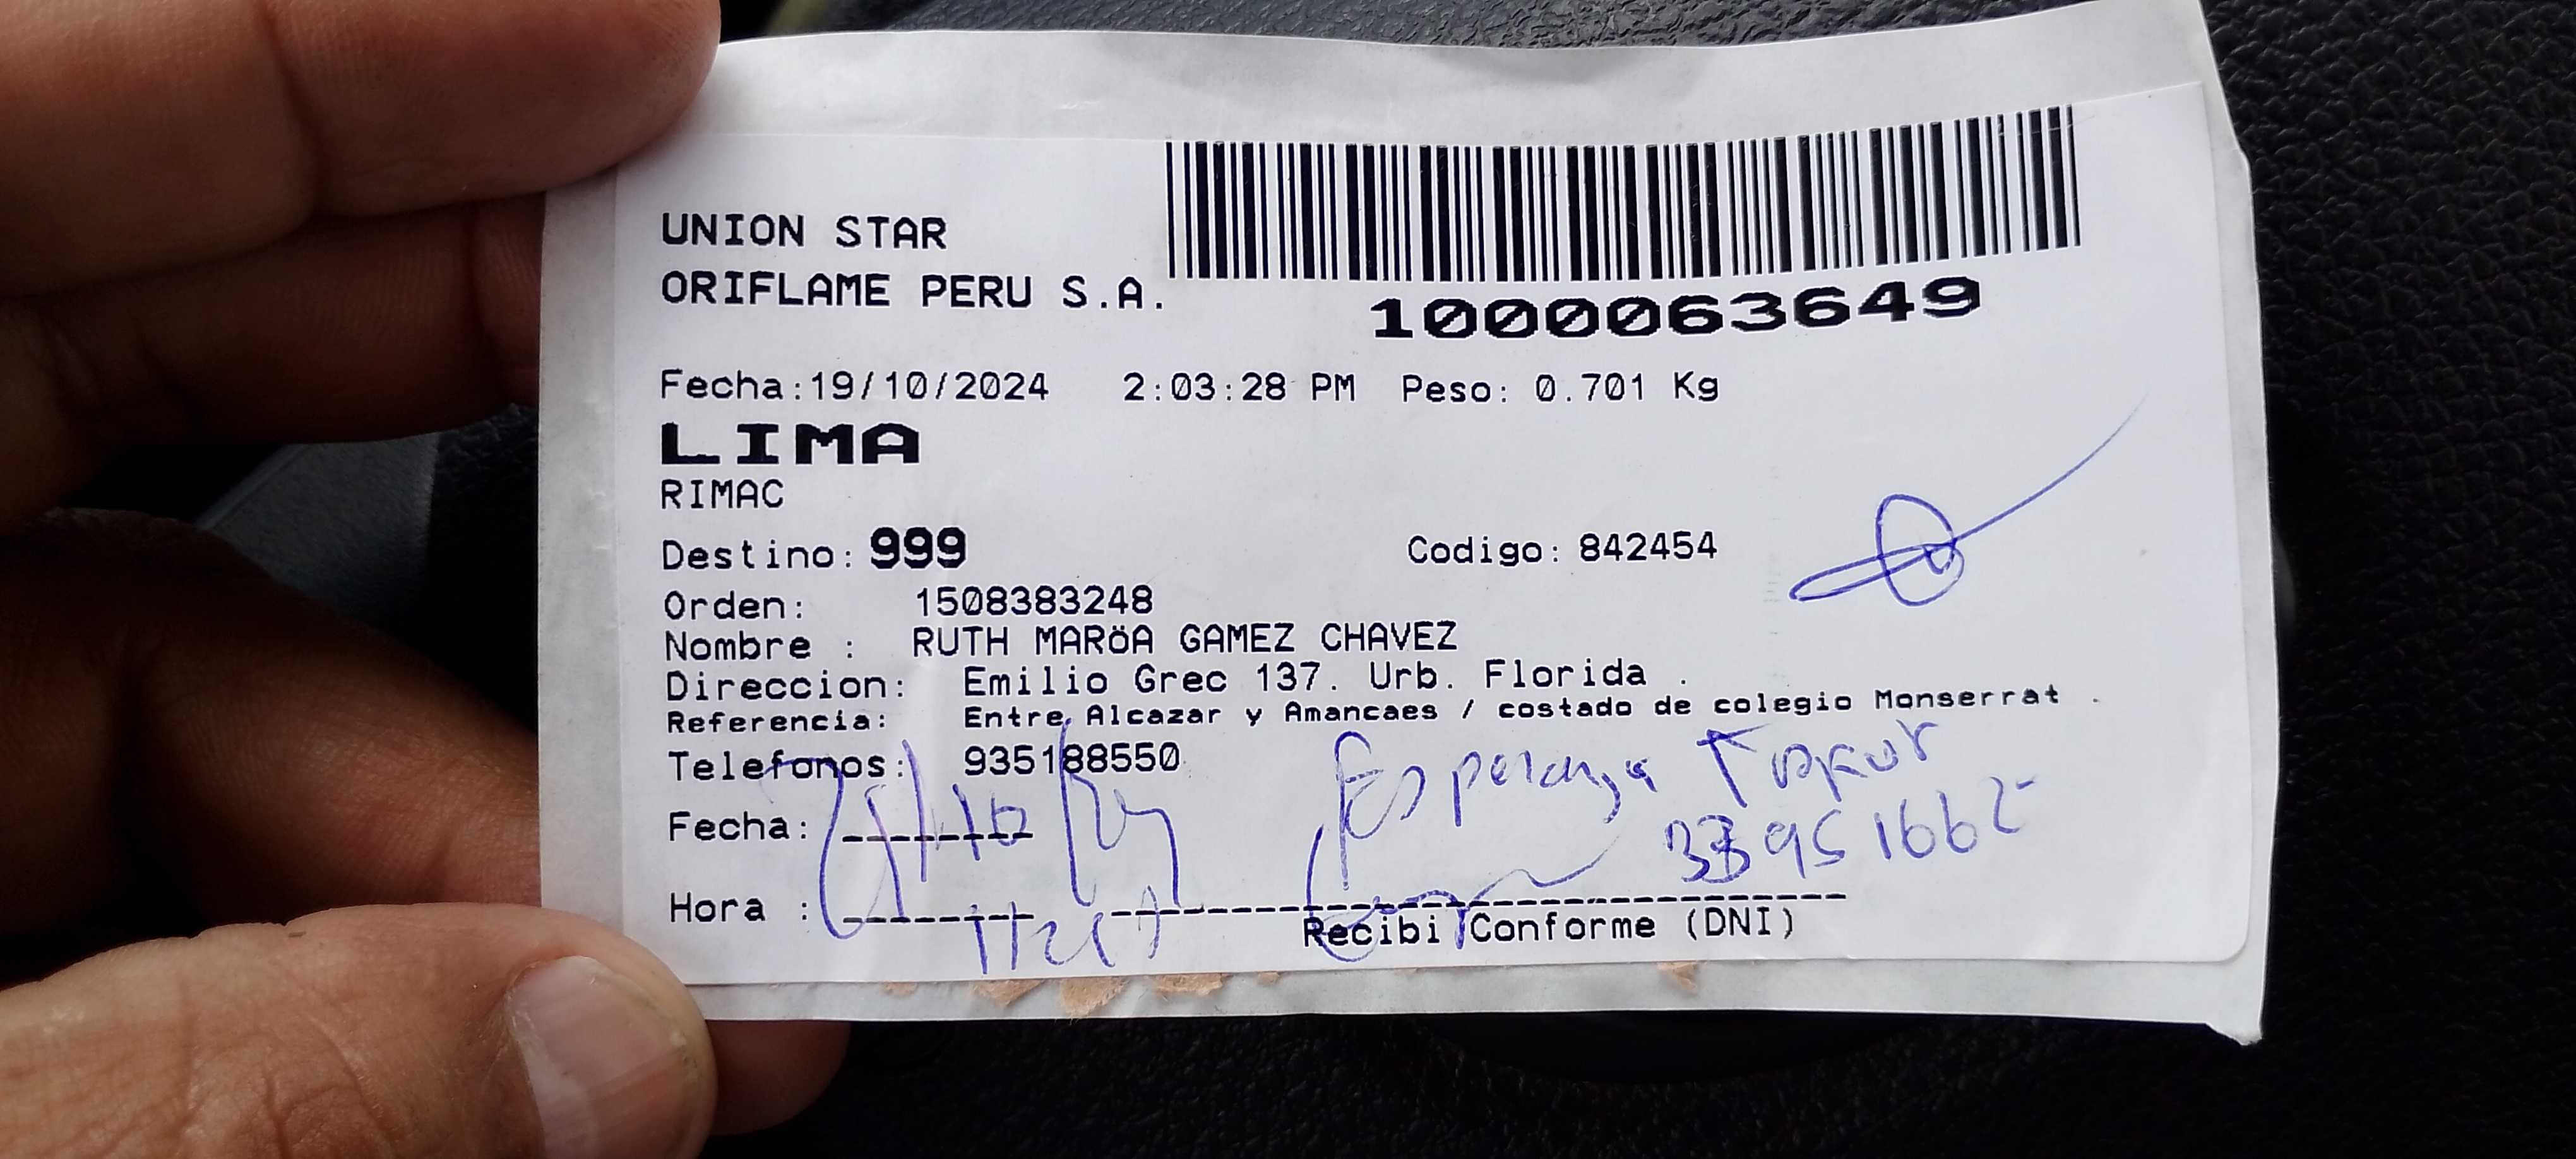 UNION STAR
ORIFLAME PERU S.A.
1000063649
Fecha:19/10/2024 2:03:28 PM Peso: 0.701 Kg
LIMA
RIMAC
Destino: 999 Codigo: 842454
Orden: 1508383248
Nombre : RUTH MARÖA GAMEZ CHAVEZ
Direccion: Emilio Grec 137. Urb. Florida .
Referencia: Entre Alcazar y Amancaes / costado de colegio Monserrat .
Telefonos: 935188550
Esperanza
Fecha:
Hora :
Recibi Conforme (DNI)